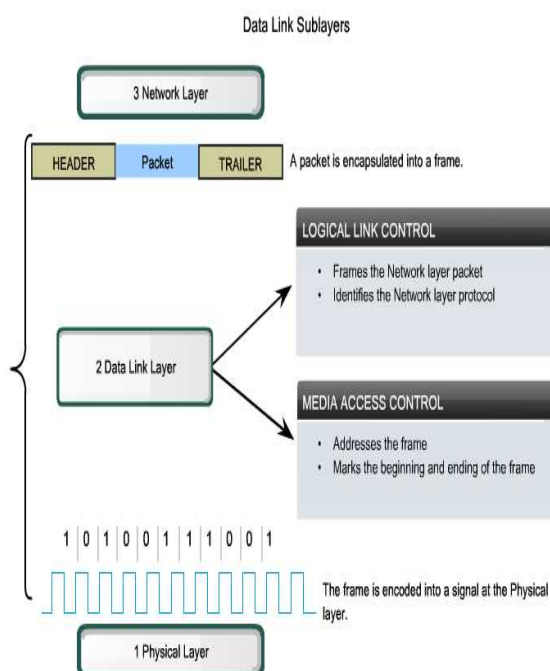 Data Link Sublayers
3 Network Layer
HEADER Packet TRAILER A packet is encapsulated into a frame.
LOGICAL LINK CONTROL
• Frames the Network layer packet
• Identifies the Network layer protocol
2 Data Link Layer
MEDIA ACCESS CONTROL
• Addresses the frame
• Marks the beginning and ending of the frame
1 0 1 0 0 1 1 1 0 0 1
The frame is encoded into a signal at the Physical
layer.
1 Physical Layer